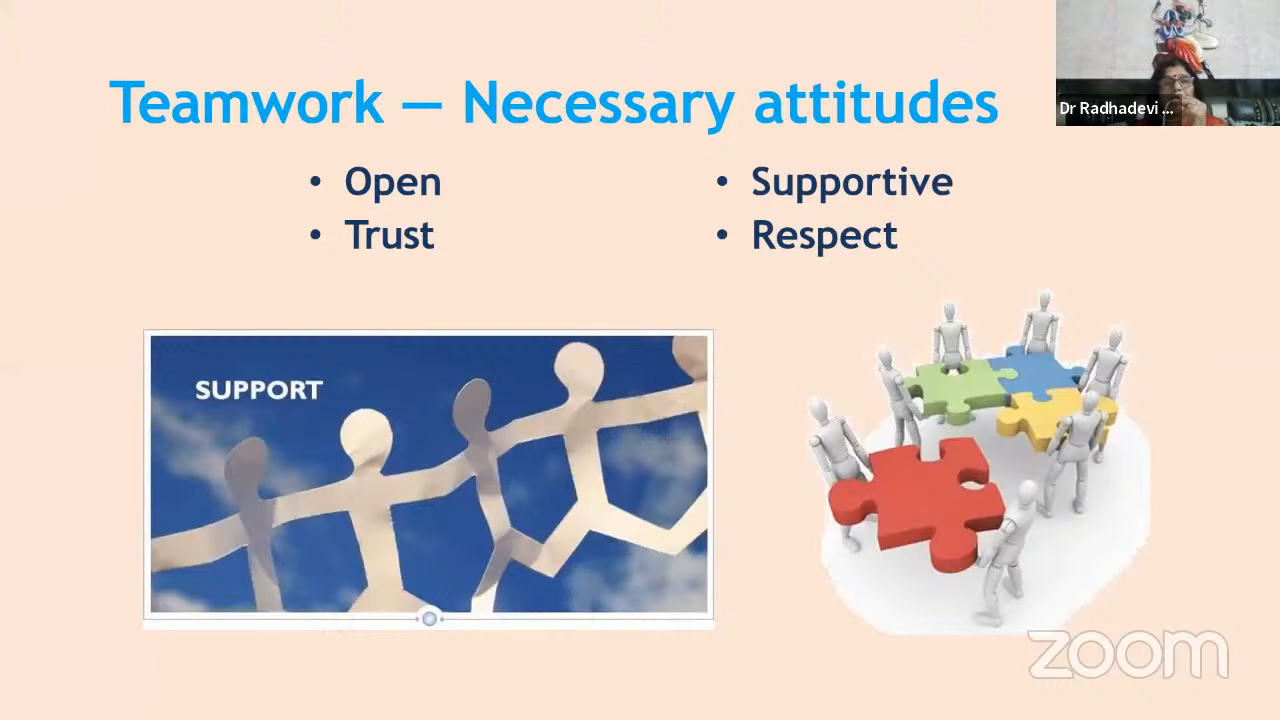 Teamwork — Necessary attitudes
Dr Radhadevi ...
• Open
• Trust
• Supportive
• Respect
SUPPORT
zoom